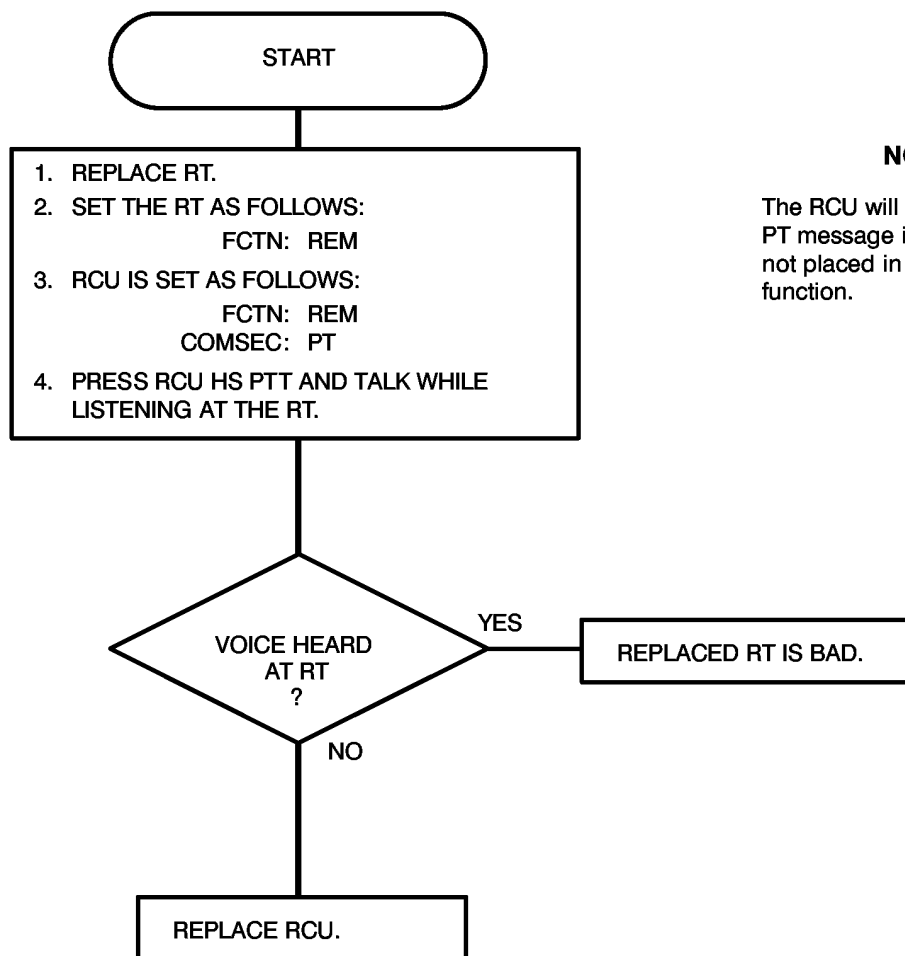 START
1. REPLACE RT.
2. SET THE RT AS FOLLOWS:
FCTN: REM
3. RCU IS SET AS FOLLOWS:
FCTN: REM
COMSEC: PT
4. PRESS RCU HS PTT AND TALK WHILE
LISTENING AT THE RT.
The RCU will
PT message
not placed in
function.
VOICE HEARD
AT RT
?
YES
REPLACED RT IS BAD.
NO
REPLACE RCU.